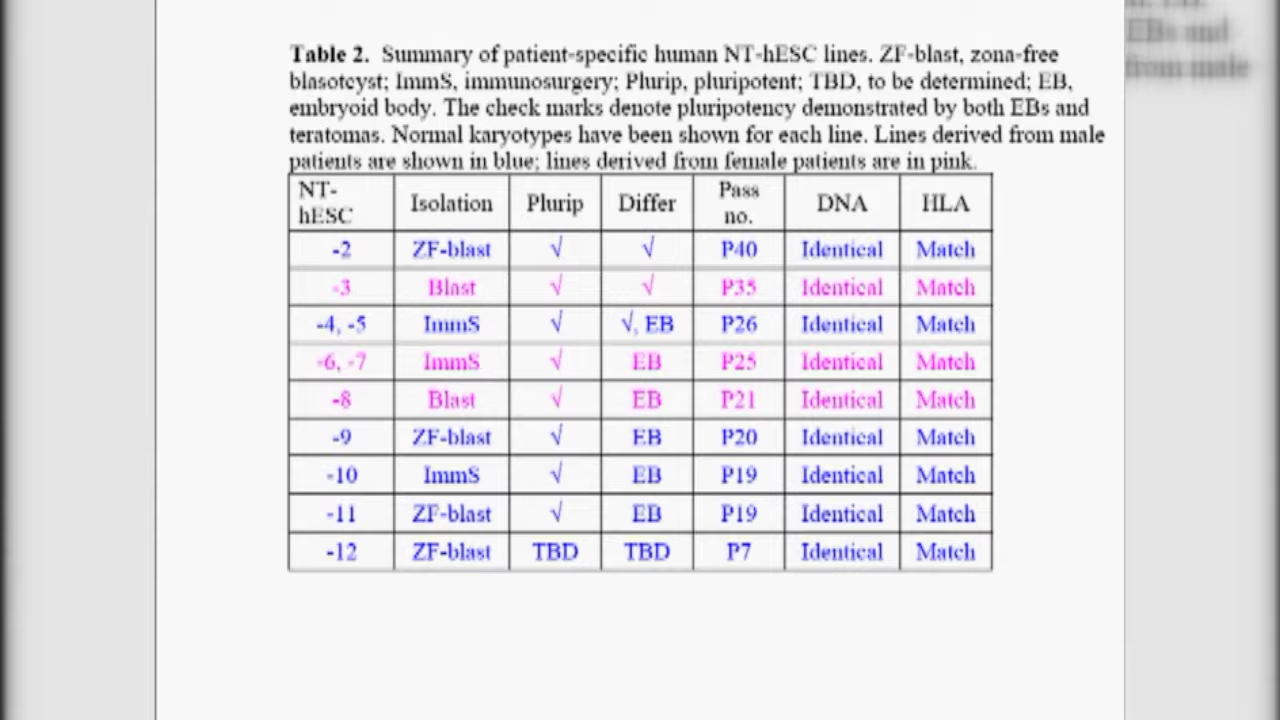 Table 2. Summary of patient-specific human NT-hESC lines. ZF-blast, zona-free
blasotcyst; ImmS, immunosurgery; Plurip, pluripotent; TBD, to be determined; EB,
embryoid body. The check marks denote pluripotency demonstrated by both EBs and
teratomas. Normal karyotypes have been shown for each line. Lines derived from male
patients are shown in blue; lines derived from female patients are in pink.
NT-hESC Isolation Plurip Differ Pass no. DNA HLA
-2 ZF-blast √ √ P40 Identical Match
-3 Blast √ √ P35 Identical Match
-4, -5 ImmS √ √, EB P26 Identical Match
-6, -7 ImmS √ EB P25 Identical Match
-8 Blast √ EB P21 Identical Match
-9 ZF-blast √ EB P20 Identical Match
-10 ImmS √ EB P19 Identical Match
-11 ZF-blast √ EB P19 Identical Match
-12 ZF-blast TBD TBD P7 Identical Match
EBs and
from male